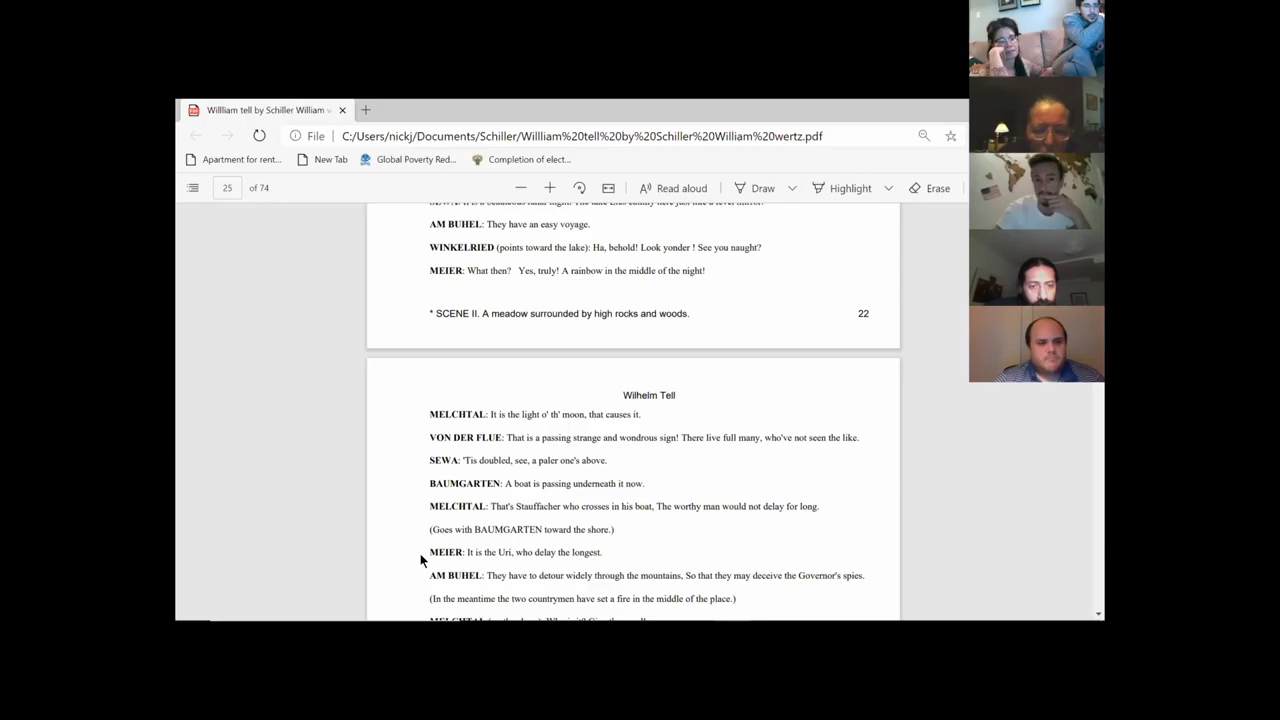 Willliam tell by Schiller William
File C:/Users/nickj/Documents/Schiller/Willliam%20tell%20by%20Schiller%20William%20wertz.pdf
Apartment for rent... New Tab Global Poverty Red... Completion of elect...
25 of 74 Read aloud Draw Highlight Erase
AM BUHEL: They have an easy voyage.
WINKELRIED (points toward the lake): Ha, behold! Look yonder ! See you naught?
MEIER: What then? Yes, truly! A rainbow in the middle of the night!
* SCENE II. A meadow surrounded by high rocks and woods. 22
Wilhelm Tell
MELCHTAL: It is the light o' th' moon, that causes it.
VON DER FLUE: That is a passing strange and wondrous sign! There live full many, who've not seen the like.
SEWA: 'Tis doubled, see, a paler one's above.
BAUMGARTEN: A boat is passing underneath it now.
MELCHTAL: That's Stauffacher who crosses in his boat, The worthy man would not delay for long.
(Goes with BAUMGARTEN toward the shore.)
MEIER: It is the Uri, who delay the longest.
AM BUHEL: They have to detour widely through the mountains, So that they may deceive the Governor's spies.
(In the meantime the two countrymen have set a fire in the middle of the place.)